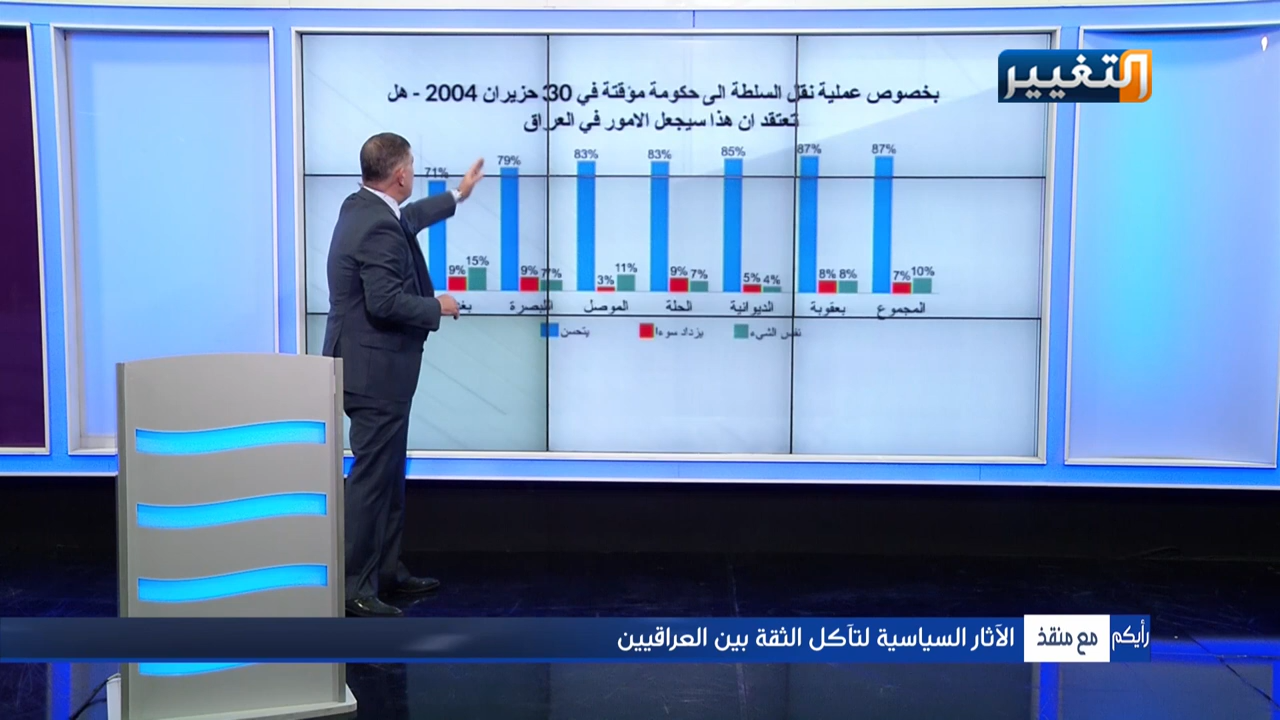 التغيير
بخصوص عملية نقل السلطة الى حكومة مؤقتة في 30 حزيران 2004 - هل
تعتقد ان هذا سيجعل الامور في العراق
71% 79% 83% 83% 85% 87% 87%
9% 15% 9% 7% 3% 11% 9% 7% 5% 4% 8% 8% 7% 10%
البصرة الموصل الحلة الديوانية بعقوبة المجموع
يتحسن يزداد سوءا نفس الشيء
رأيكم مع منقذ الآثار السياسية لتآكل الثقة بين العراقيين